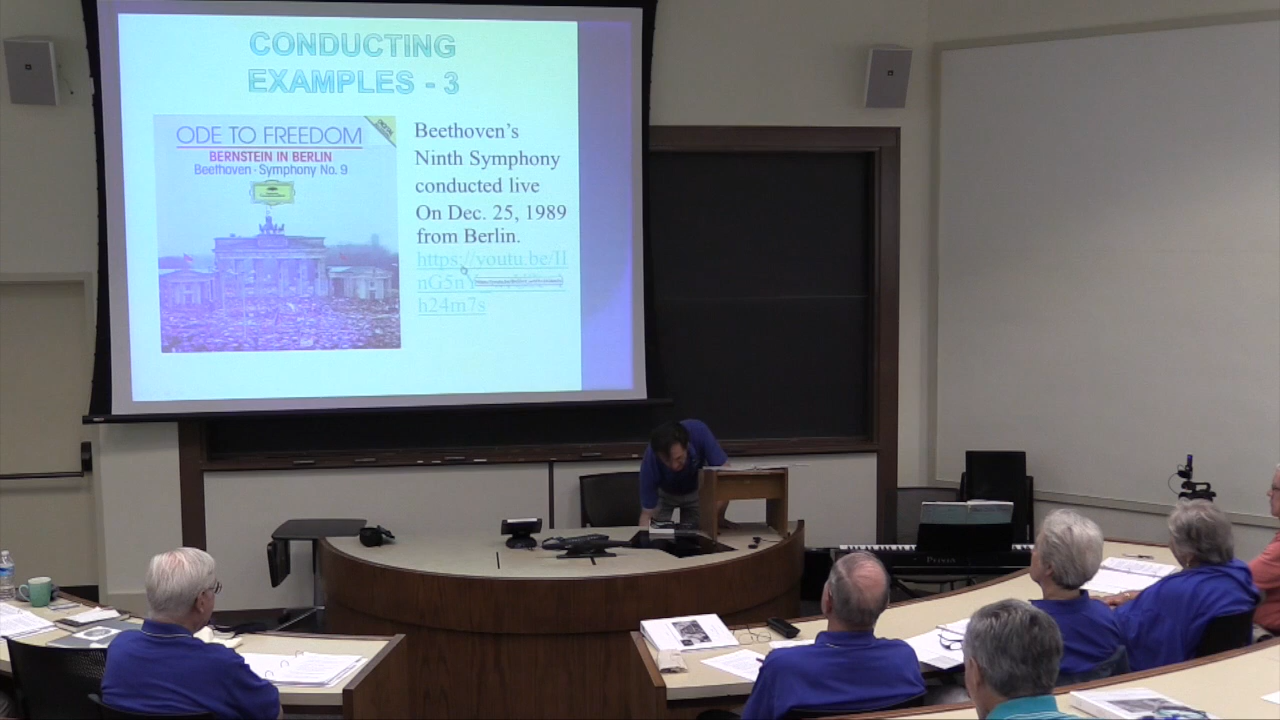 CONDUCTING
EXAMPLES - 3
ODE TO FREEDOM
BERNSTEIN IN BERLIN
Beethoven · Symphony No. 9
Beethoven's
Ninth Symphony
conducted live
On Dec. 25, 1989
from Berlin.
https://youtu.be/II
nG5nY
h24m7s